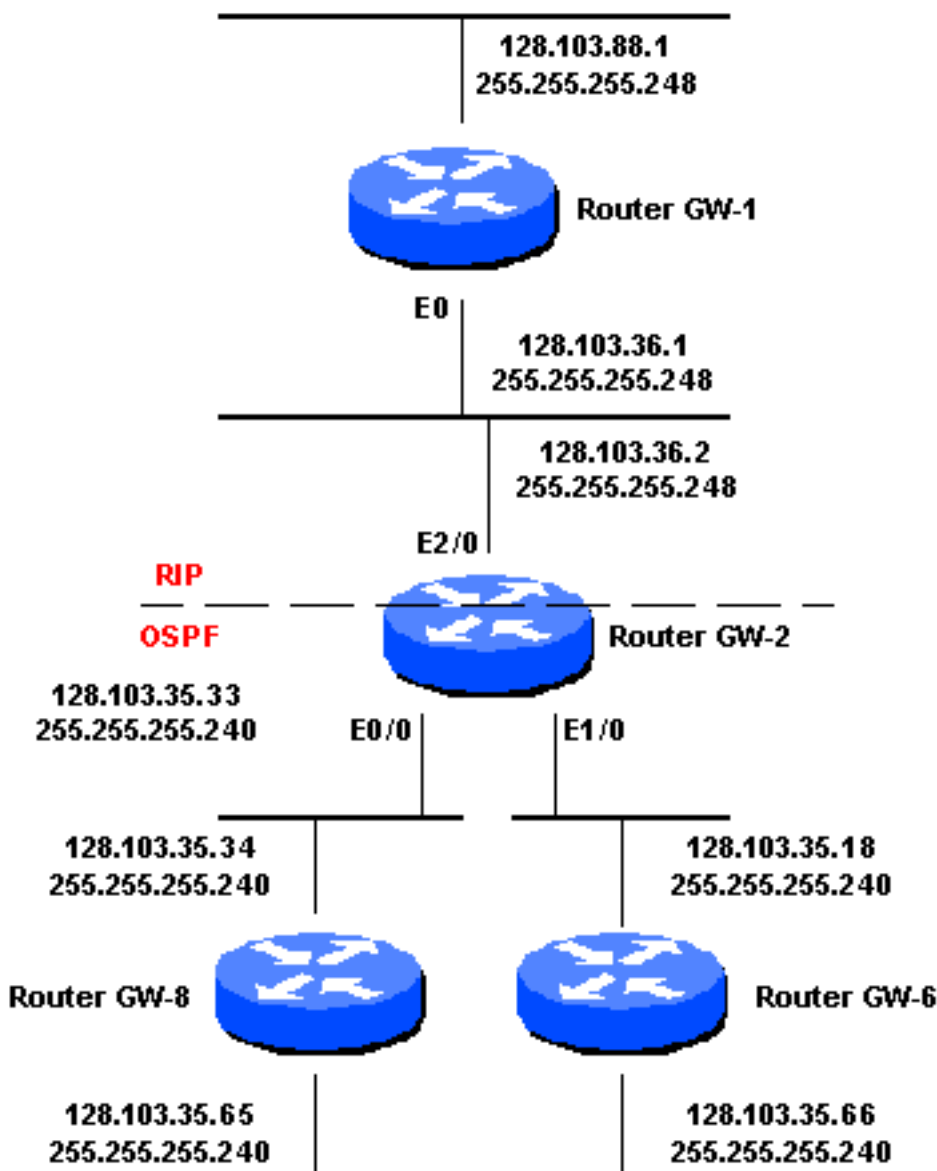 128.103.88.1
255.255.255.248
Router GW-1
E0
128.103.36.1
255.255.255.248
128.103.36.2
255.255.255.248
E2/0
RIP
OSPF
Router GW-2
128.103.35.33
255.255.255.240
E0/0
E1/0
128.103.35.34
255.255.255.240
128.103.35.18
255.255.255.240
Router GW-8
Router GW-6
128.103.35.65
255.255.255.240
128.103.35.66
255.255.255.240